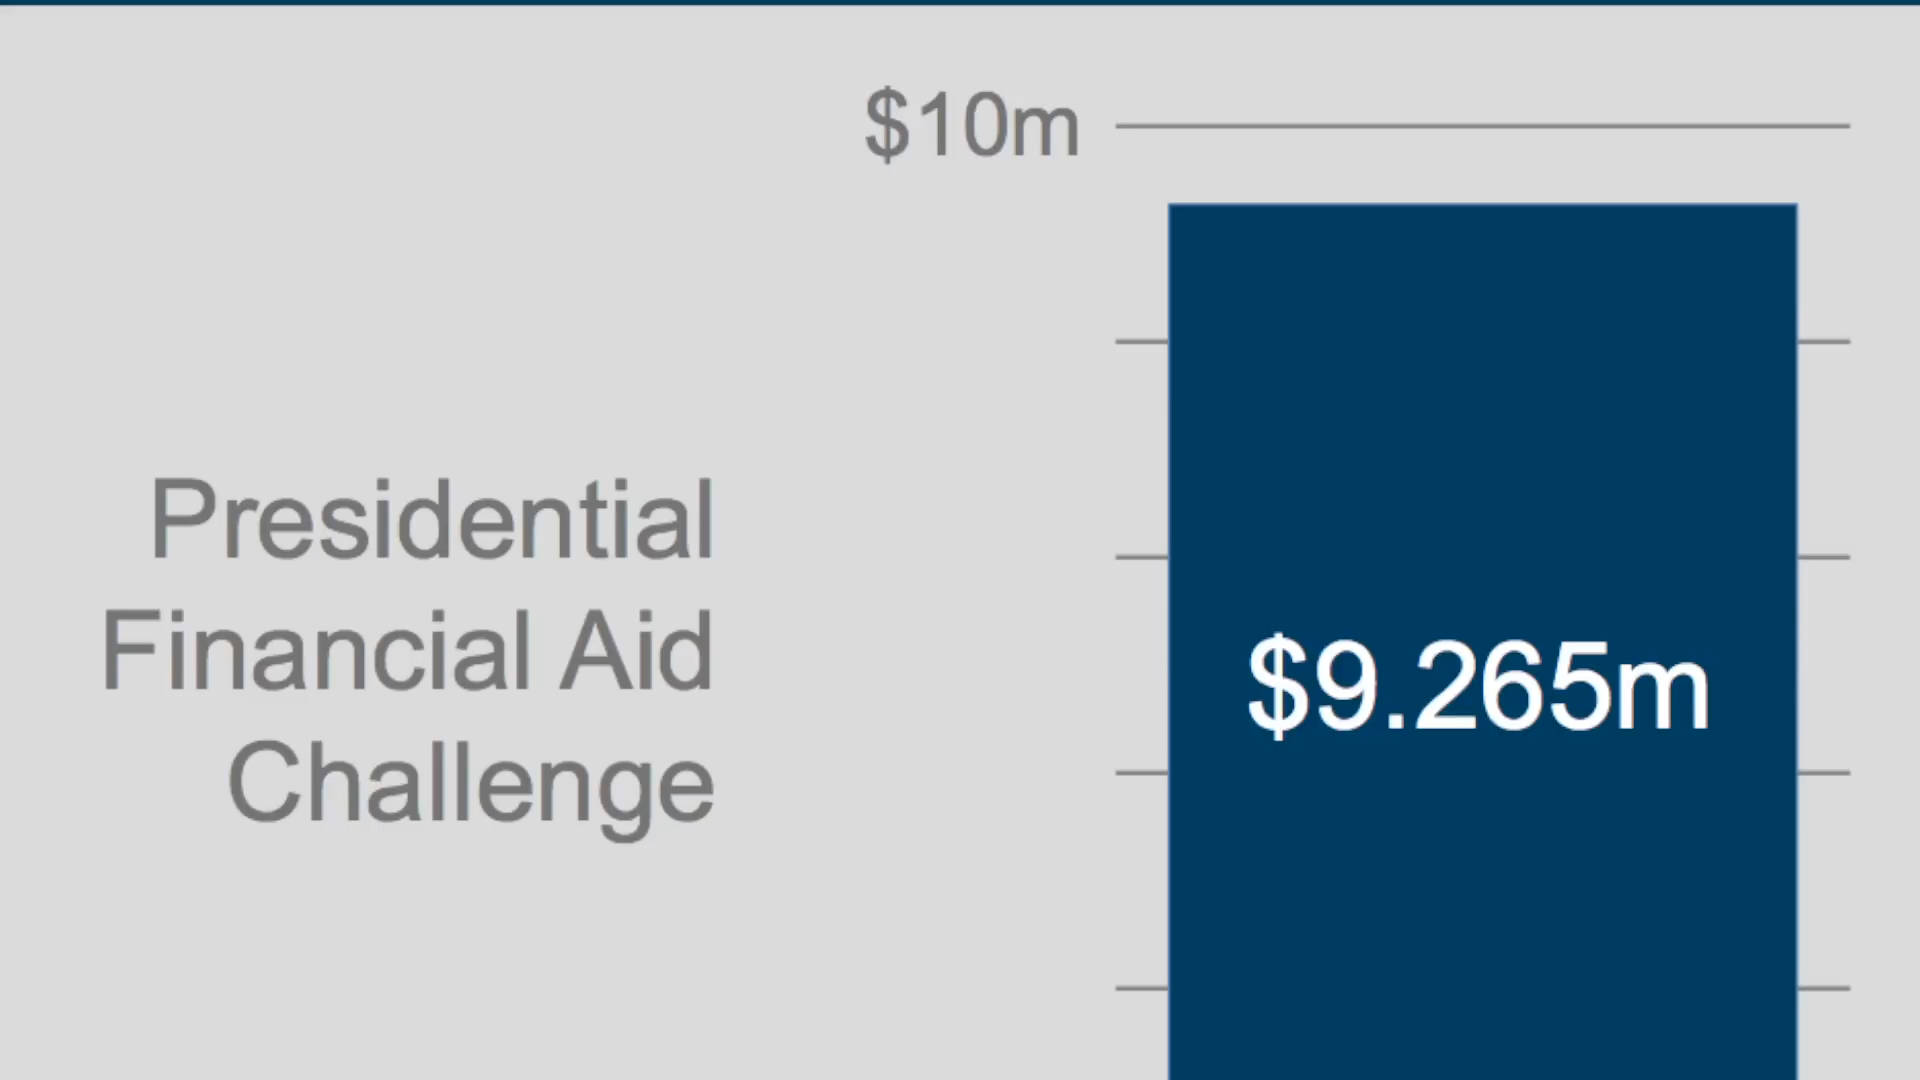 $10m
Presidential
Financial Aid
Challenge
$9.265m